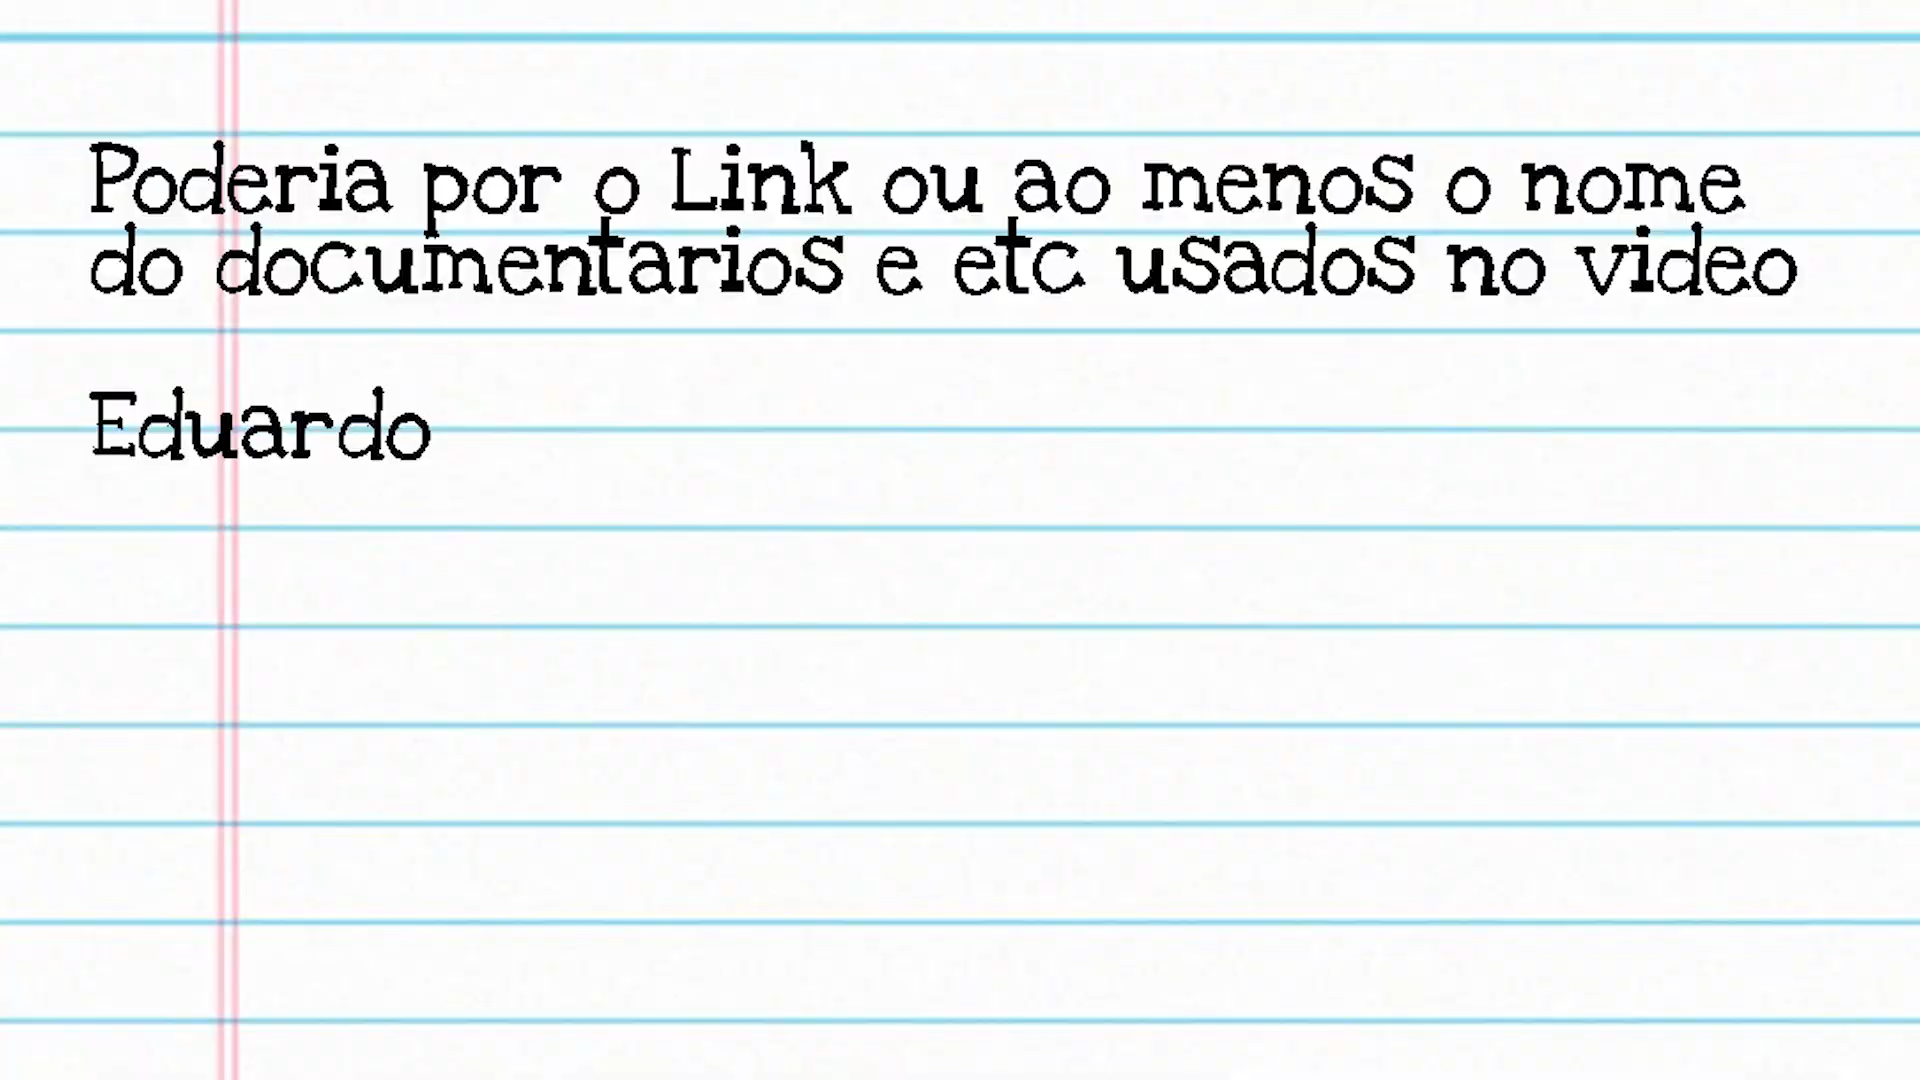 Poderia por o Link ou ao menos o nome
do documentarios e etc usados no video
Eduardo